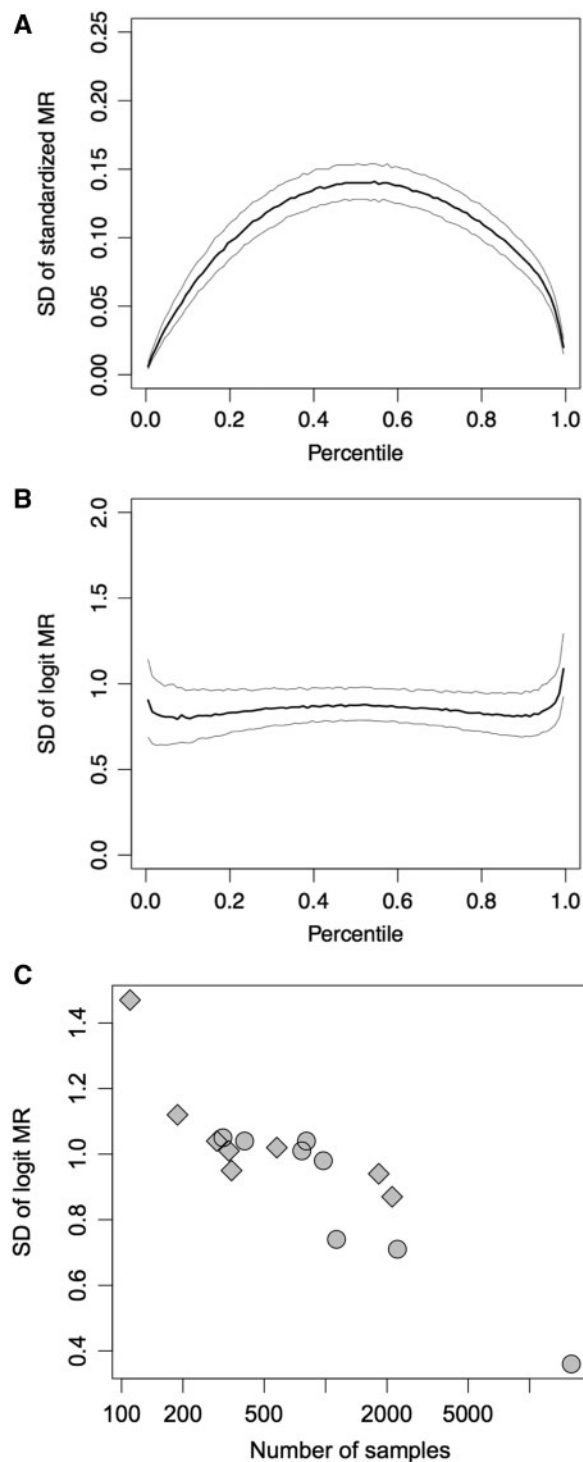 A
SD of standardized MR
0.25
0.20
0.15
0.10
0.05
0.00
0.0 0.2 0.4 0.6 0.8 1.0
Percentile
B
SD of logit MR
2.0
1.5
1.0
0.5
0.0
0.0 0.2 0.4 0.6 0.8 1.0
Percentile
C
SD of logit MR
1.4
1.2
1.0
0.8
0.6
0.4
100 200 500 2000 5000
Number of samples